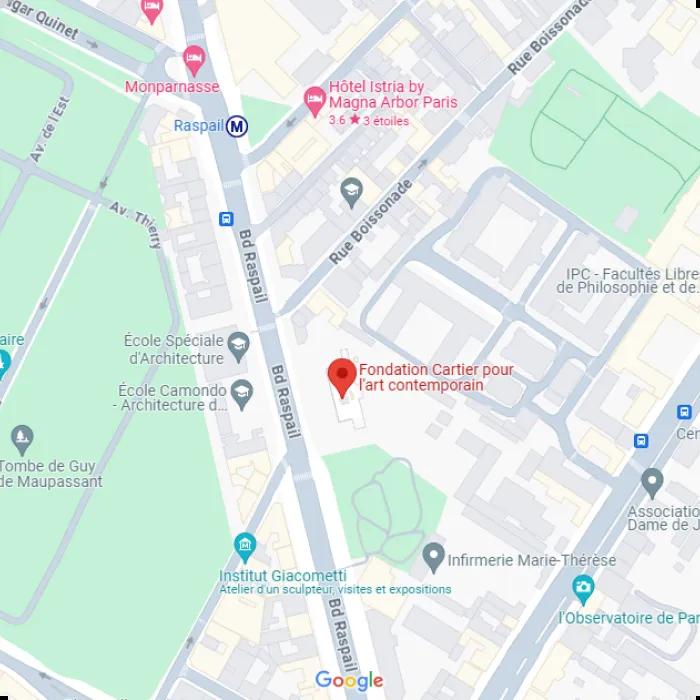 gar Quinet
Rue Boissonade
Monparnasse
Hôtel Istria by
Magna Arbor Paris
3.6 ★ 3 étoiles
Raspail M
Av. de l'Est
Av. Thierry
Rue Boissonade
Bd Raspail
IPC - Facultés Libre
de Philosophie et de...
École Spéciale
d'Architecture
aire
Fondation Cartier pour
l'art contemporain
École Camondo
- Architecture d...
Bd Raspail
Cen
Tombe de Guy
de Maupassant
Associatio
Dame de J
Institut Giacometti
Atelier d'un sculpteur, visites et expositions
Infirmerie Marie-Thérèse
l'Observatoire de Par
Bd Raspail
Google